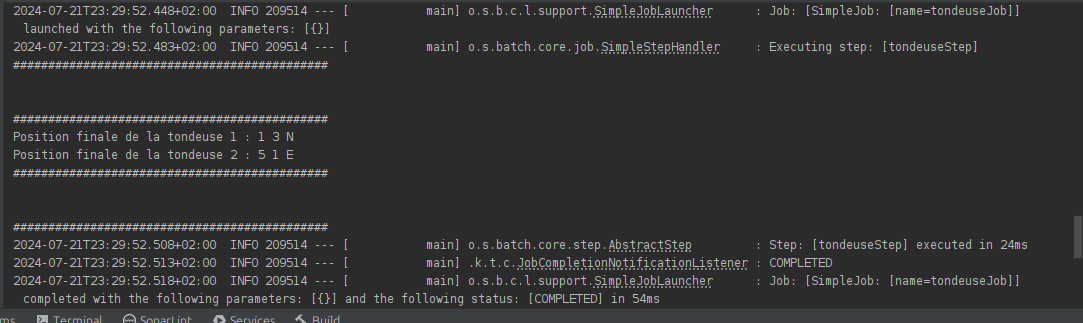 2024-07-21T23:29:52.448+02:00  INFO 209514 --- [           main] o.s.b.c.l.support.SimpleJobLauncher      : Job: [SimpleJob: [name=tondeuseJob]]
launched with the following parameters: [{}]
2024-07-21T23:29:52.483+02:00  INFO 209514 --- [           main] o.s.batch.core.job.SimpleStepHandler     : Executing step: [tondeuseStep]
#############################################
#############################################
Position finale de la tondeuse 1 : 1 3 N
Position finale de la tondeuse 2 : 5 1 E
#############################################
#############################################
2024-07-21T23:29:52.508+02:00  INFO 209514 --- [           main] o.s.batch.core.step.AbstractStep         : Step: [tondeuseStep] executed in 24ms
2024-07-21T23:29:52.513+02:00  INFO 209514 --- [           main] .k.t.c.JobCompletionNotificationListener : COMPLETED
2024-07-21T23:29:52.518+02:00  INFO 209514 --- [           main] o.s.b.c.l.support.SimpleJobLauncher      : Job: [SimpleJob: [name=tondeuseJob]]
completed with the following parameters: [{}] and the following status: [COMPLETED] in 54ms
ms Terminal SonarLint Services Build